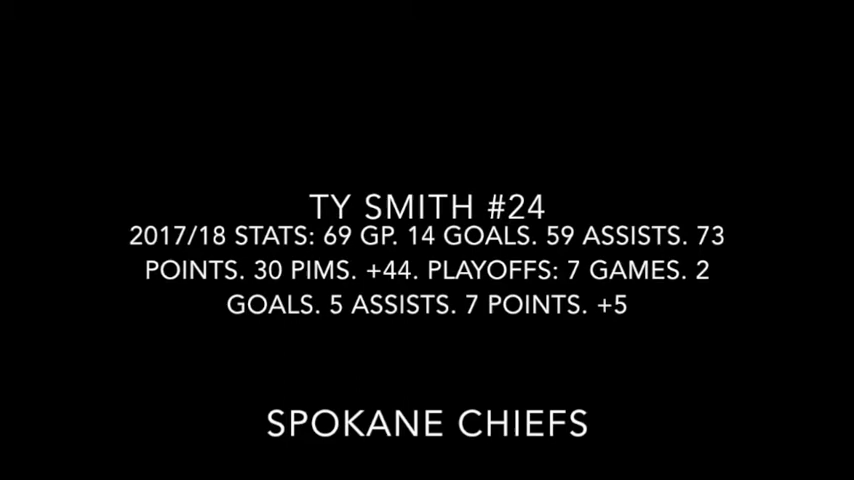 TY SMITH #24
2017/18 STATS: 69 GP. 14 GOALS. 59 ASSISTS. 73
POINTS. 30 PIMS. +44. PLAYOFFS: 7 GAMES. 2
GOALS. 5 ASSISTS. 7 POINTS. +5
SPOKANE CHIEFS